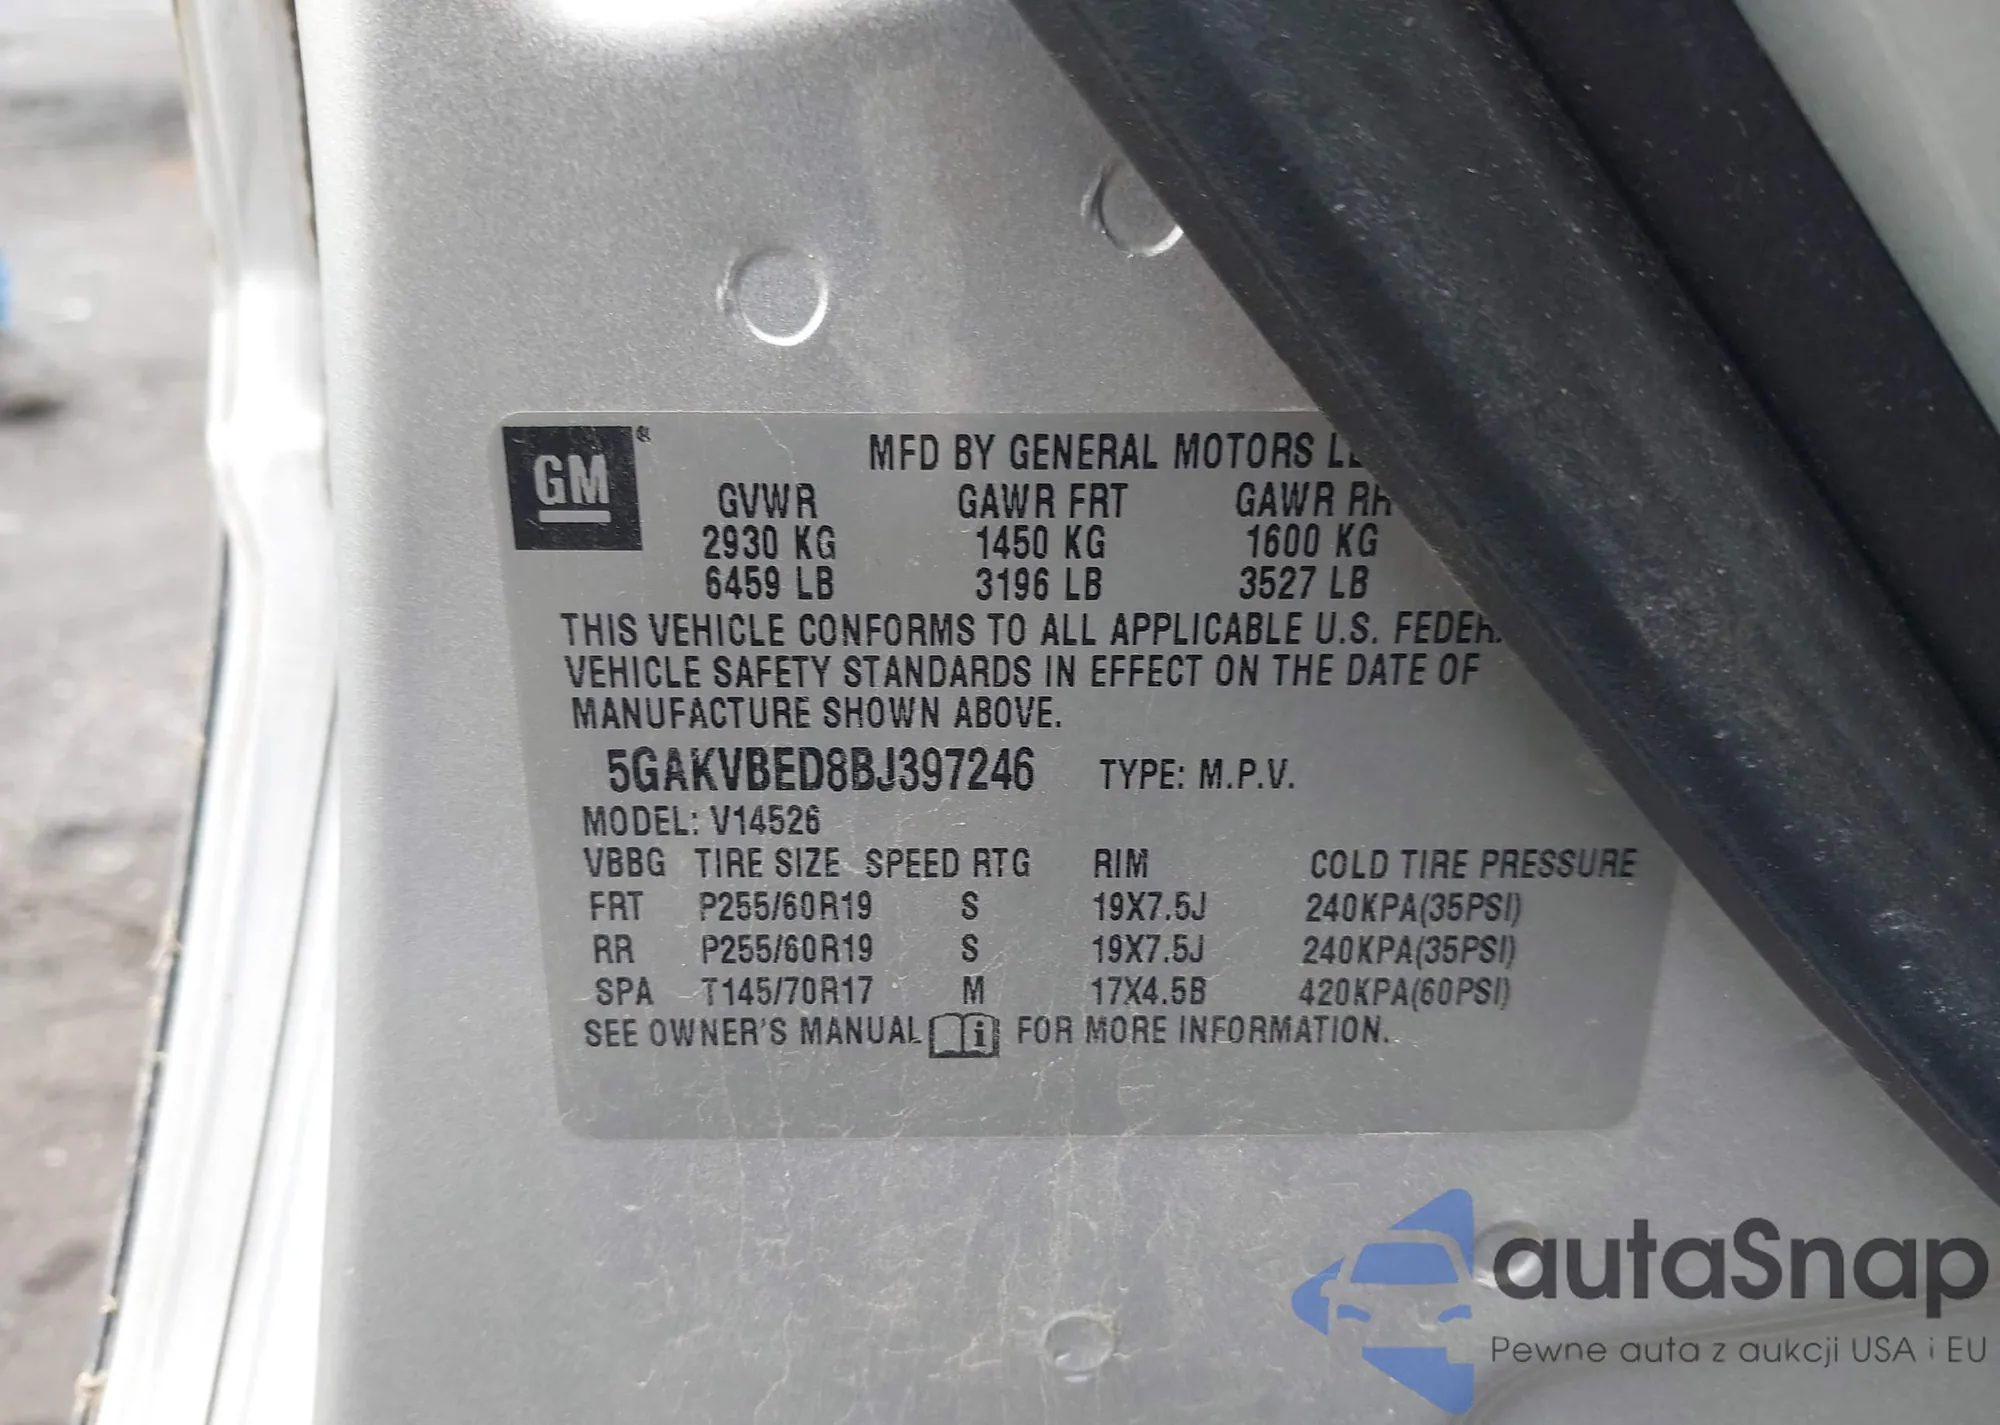 GM®
MFD BY GENERAL MOTORS
GVWR GAWR FRT GAWR RR
2930 KG 1450 KG 1600 KG
6459 LB 3196 LB 3527 LB
THIS VEHICLE CONFORMS TO ALL APPLICABLE U.S.
VEHICLE SAFETY STANDARDS IN EFFECT ON THE DATE OF
MANUFACTURE SHOWN ABOVE.
5GAKVBED8BJ397246 TYPE: M.P.V.
MODEL: V14526
VBBG TIRE SIZE SPEED RTG RIM COLD TIRE PRESSURE
FRT P255/60R19 S 19X7.5J 240KPA(35PSI)
RR P255/60R19 S 19X7.5J 240KPA(35PSI)
SPA T145/70R17 M 17X4.5B 420KPA(60PSI)
SEE OWNER'S MANUAL i FOR MORE INFORMATION.
autaSnap
Pewne auta z aukcji USA i EU